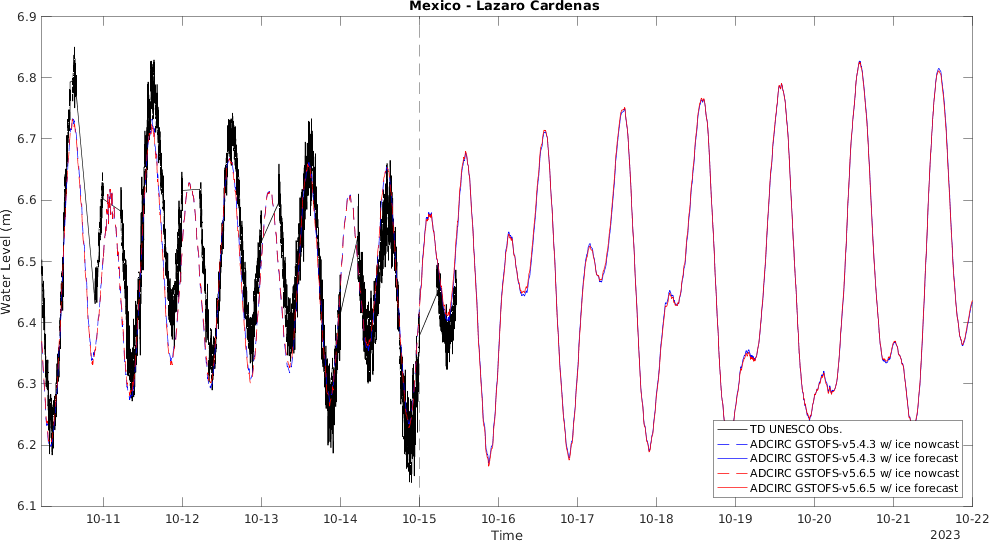 Mexico - Lazaro Cardenas
6.9
6.8
6.7
6.6
6.5
6.4
6.3
6.2
6.1
Water Level (m)
TD UNESCO Obs.
ADCIRC GSTOFS-v5.4.3 w/ ice nowcast
ADCIRC GSTOFS-v5.4.3 w/ ice forecast
ADCIRC GSTOFS-v5.6.5 w/ ice nowcast
ADCIRC GSTOFS-v5.6.5 w/ ice forecast
10-11 10-12 10-13 10-14 10-15 10-16 10-17 10-18 10-19 10-20 10-21 10-22
Time 2023